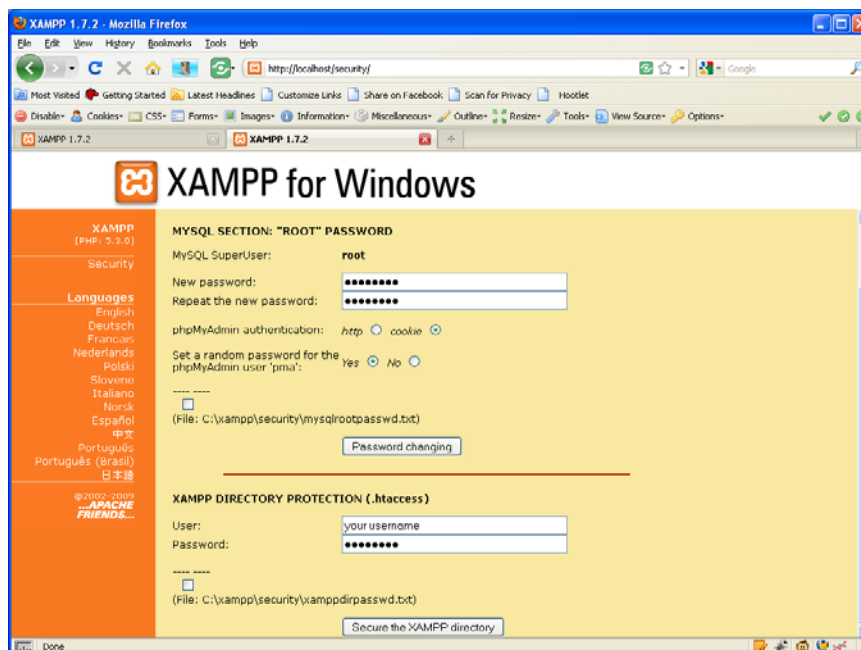 XAMPP 1.7.2 - Mozilla Firefox
File Edit View History Bookmarks Tools Help
http://localhost/security/
Google
Most Visited Getting Started Latest Headlines Customize Links Share on Facebook Scan for Privacy Hootlet
Disable Cookies CSS Forms Images Information Miscellaneous Outline Resize Tools View Source Options
XAMPP 1.7.2
XAMPP 1.7.2
XAMPP for Windows
XAMPP
[PHP: 5.3.0]
Security
Languages
English
Deutsch
Francais
Nederlands
Polski
Slovene
Italiano
Norsk
Español
中文
Português
Português (Brasil)
日本語
©2002-2009
...APACHE
FRIENDS...
MYSQL SECTION: "ROOT" PASSWORD
MySQL SuperUser: root
New password: ••••••••
Repeat the new password: ••••••••
phpMyAdmin authentication: http cookie
Set a random password for the
phpMyAdmin user 'pma': Yes No
---- ----
(File: C:\xampp\security\mysqlrootpasswd.txt)
Password changing
XAMPP DIRECTORY PROTECTION (.htaccess)
User: your username
Password: ••••••••
---- ----
(File: C:\xampp\security\xamppdirpasswd.txt)
Secure the XAMPP directory
Done